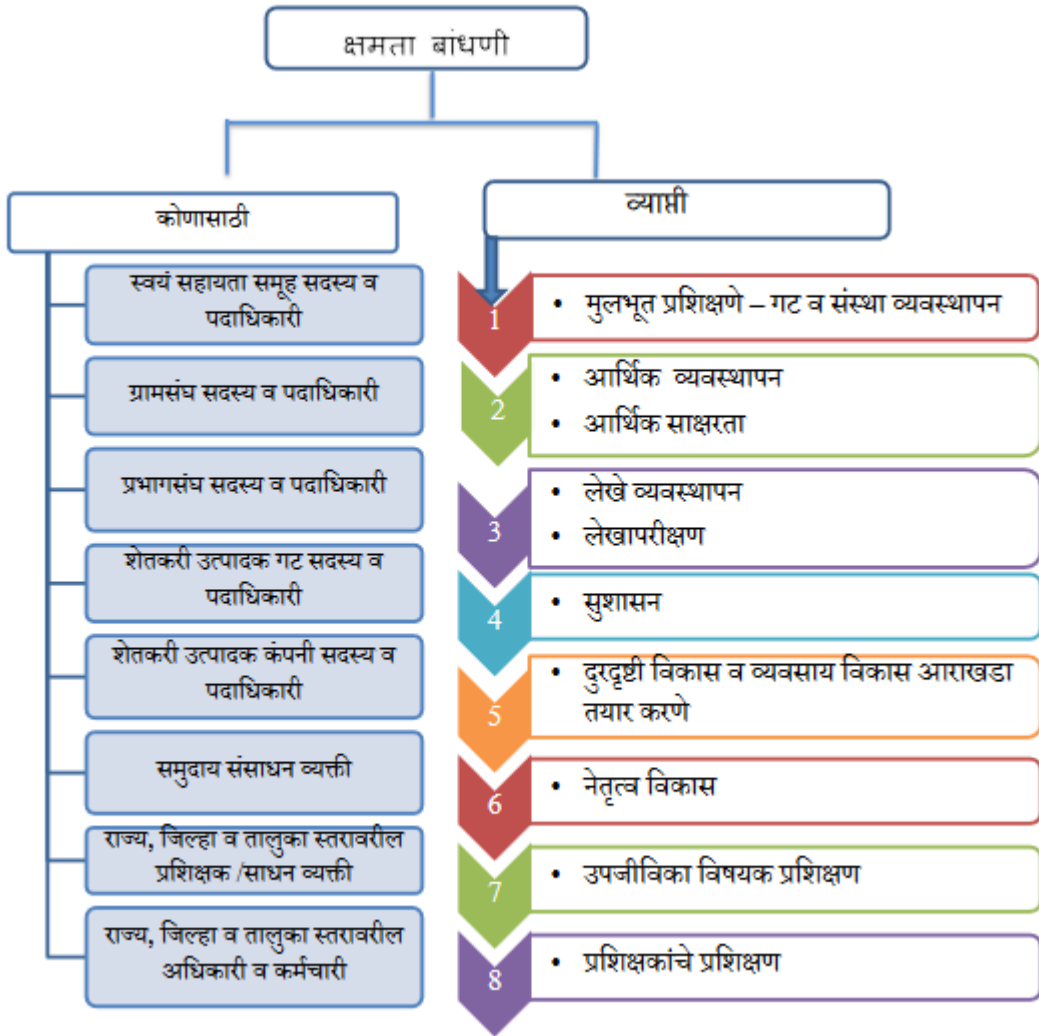 क्षमता बांधणी
कोणासाठी
स्वयं सहायता समूह सदस्य व
पदाधिकारी
ग्रामसंघ सदस्य व पदाधिकारी
प्रभागसंघ सदस्य व पदाधिकारी
शेतकरी उत्पादक गट सदस्य व
पदाधिकारी
शेतकरी उत्पादक कंपनी सदस्य व
पदाधिकारी
समुदाय संसाधन व्यक्ती
राज्य, जिल्हा व तालुका स्तरावरील
प्रशिक्षक /साधन व्यक्ती
राज्य, जिल्हा व तालुका स्तरावरील
अधिकारी व कर्मचारी
व्याप्ती
1
• मुलभूत प्रशिक्षणे – गट व संस्था व्यवस्थापन
2
• आर्थिक व्यवस्थापन
• आर्थिक साक्षरता
3
• लेखे व्यवस्थापन
• लेखापरीक्षण
4
• सुशासन
5
• दुरदृष्टी विकास व व्यवसाय विकास आराखडा
तयार करणे
6
• नेतृत्व विकास
7
• उपजीविका विषयक प्रशिक्षण
8
• प्रशिक्षकांचे प्रशिक्षण